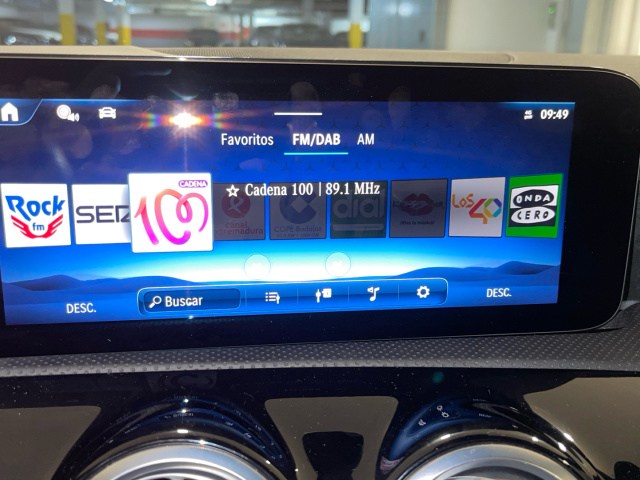 09:49
Favoritos FM/DAB AM
☆ Cadena 100 | 89.1 MHz
Rock
fm
SER
CADENA
100
dial
LOS
40
ONDA
CERO
DESC.
Buscar
DESC.